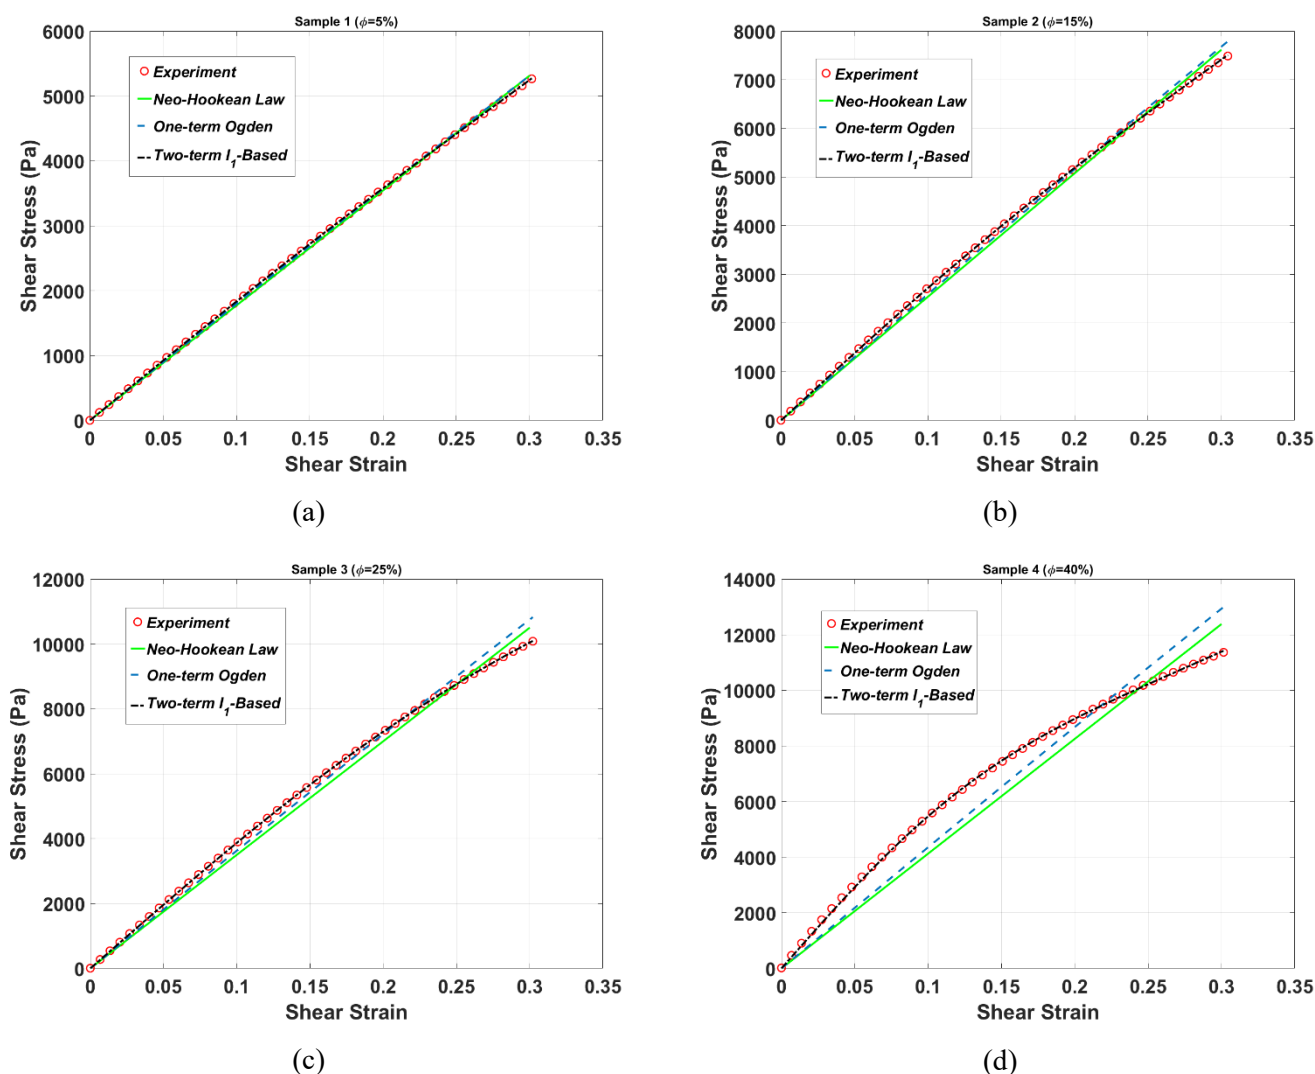 Sample 1 (ϕ=5%)
6000
5000
4000
3000
2000
1000
0
Shear Stress (Pa)
Experiment
Neo-Hookean Law
One-term Ogden
Two-term I1-Based
0 0.05 0.1 0.15 0.2 0.25 0.3 0.35
Shear Strain
(a)
Sample 2 (ϕ=15%)
8000
7000
6000
5000
4000
3000
2000
1000
0
Shear Stress (Pa)
Experiment
Neo-Hookean Law
One-term Ogden
Two-term I1-Based
0 0.05 0.1 0.15 0.2 0.25 0.3 0.35
Shear Strain
(b)
Sample 3 (ϕ=25%)
12000
10000
8000
6000
4000
2000
0
Shear Stress (Pa)
Experiment
Neo-Hookean Law
One-term Ogden
Two-term I1-Based
0 0.05 0.1 0.15 0.2 0.25 0.3 0.35
Shear Strain
(c)
Sample 4 (ϕ=40%)
14000
12000
10000
8000
6000
4000
2000
0
Shear Stress (Pa)
Experiment
Neo-Hookean Law
One-term Ogden
Two-term I1-Based
0 0.05 0.1 0.15 0.2 0.25 0.3 0.35
Shear Strain
(d)